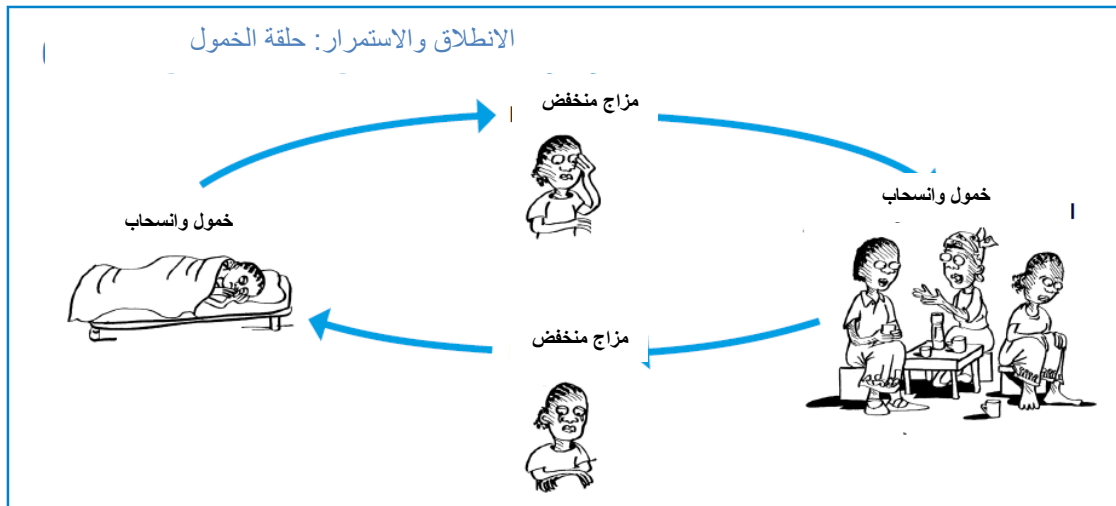 الانطلاق والاستمرار: حلقة الخمول
مزاج منخفض
خمول وانسحاب
خمول وانسحاب
مزاج منخفض